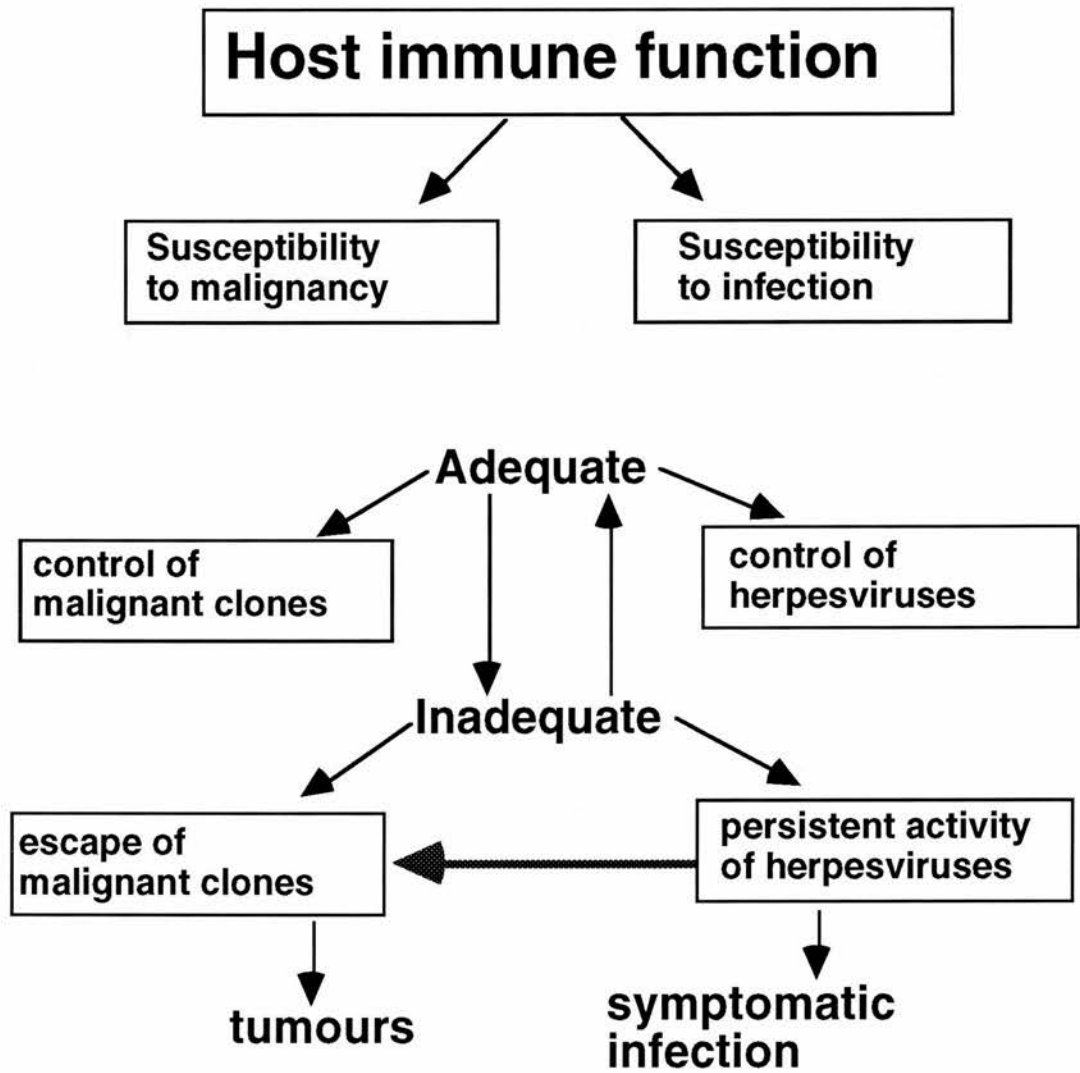 Host immune function
Susceptibility
to malignancy
Susceptibility
to infection
Adequate
control of
malignant clones
control of
herpesviruses
Inadequate
escape of
malignant clones
persistent activity
of herpesviruses
tumours
symptomatic
infection